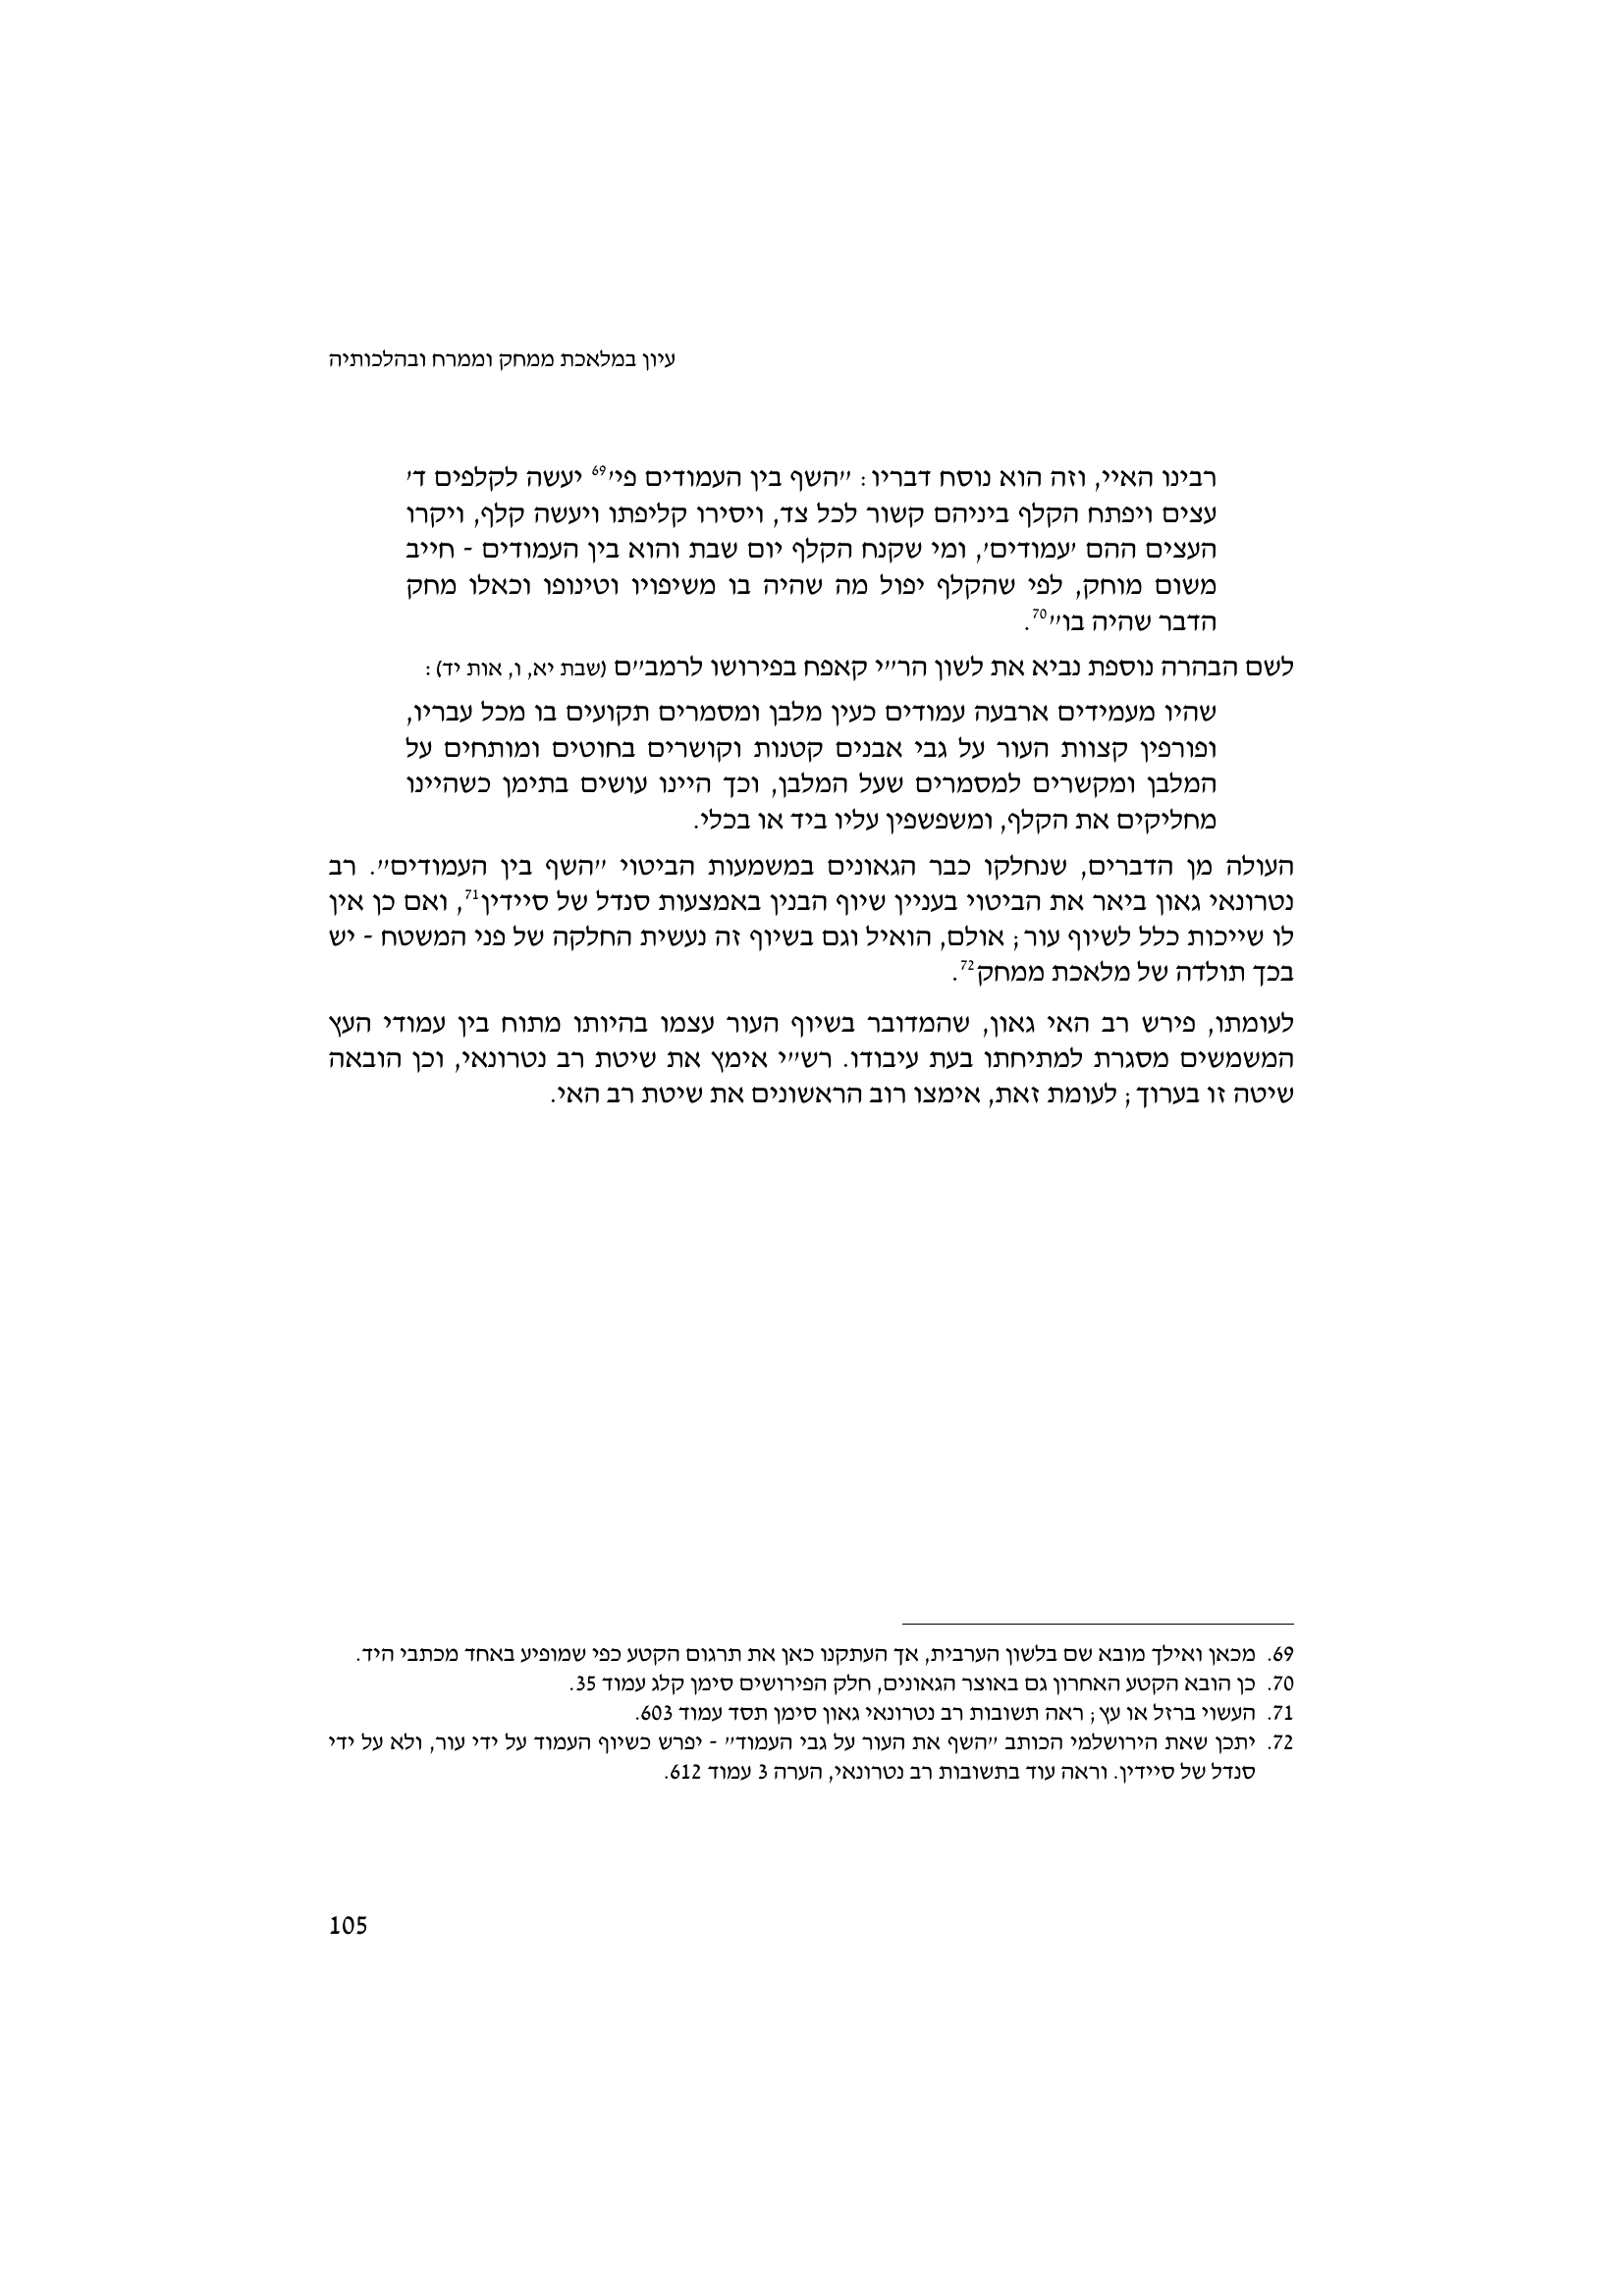 עיון במלאכת ממחק וממרח ובהלכותיה
רבינו האיי, וזה הוא נוסח דבריו: "השף בין העמודים פי'69 יעשה לקלפים ד'
עצים ויפתח הקלף ביניהם קשור לכל צד, ויסירו קליפתו ויעשה קלף, ויקרו
העצים ההם 'עמודים', ומי שקנח הקלף יום שבת והוא בין העמודים - חייב
משום מוחק, לפי שהקלף יפול מה שהיה בו משיפויו וטינופו וכאלו מחק
הדבר שהיה בו"70.
לשם הבהרה נוספת נביא את לשון הר"י קאפח בפירושו לרמב"ם (שבת יא, ו, אות יד):
שהיו מעמידים ארבעה עמודים כעין מלבן ומסמרים תקועים בו מכל עבריו,
ופורפין קצוות העור על גבי אבנים קטנות וקושרים בחוטים ומותחים על
המלבן ומקשרים למסמרים שעל המלבן, וכך היינו עושים בתימן כשהיינו
מחליקים את הקלף, ומשפשפין עליו ביד או בכלי.
העולה מן הדברים, שנחלקו כבר הגאונים במשמעות הביטוי "השף בין העמודים". רב
נטרונאי גאון ביאר את הביטוי בעניין שיוף הבנין באמצעות סנדל של סיידין71, ואם כן אין
לו שייכות כלל לשיוף עור; אולם, הואיל וגם בשיוף זה נעשית החלקה של פני המשטח - יש
בכך תולדה של מלאכת ממחק72.
לעומתו, פירש רב האי גאון, שהמדובר בשיוף העור עצמו בהיותו מתוח בין עמודי העץ
המשמשים מסגרת למתיחתו בעת עיבודו. רש"י אימץ את שיטת רב נטרונאי, וכן הובאה
שיטה זו בערוך; לעומת זאת, אימצו רוב הראשונים את שיטת רב האי.
69. מכאן ואילך מובא שם בלשון הערבית, אך העתקנו כאן את תרגום הקטע כפי שמופיע באחד מכתבי היד.
70. כן הובא הקטע האחרון גם באוצר הגאונים, חלק הפירושים סימן קלג עמוד 35.
71. העשוי ברזל או עץ; ראה תשובות רב נטרונאי גאון סימן תסד עמוד 603.
72. יתכן שאת הירושלמי הכותב "השף את העור על גבי העמוד" - יפרש כשיוף העמוד על ידי עור, ולא על ידי
סנדל של סיידין. וראה עוד בתשובות רב נטרונאי, הערה 3 עמוד 612.
105